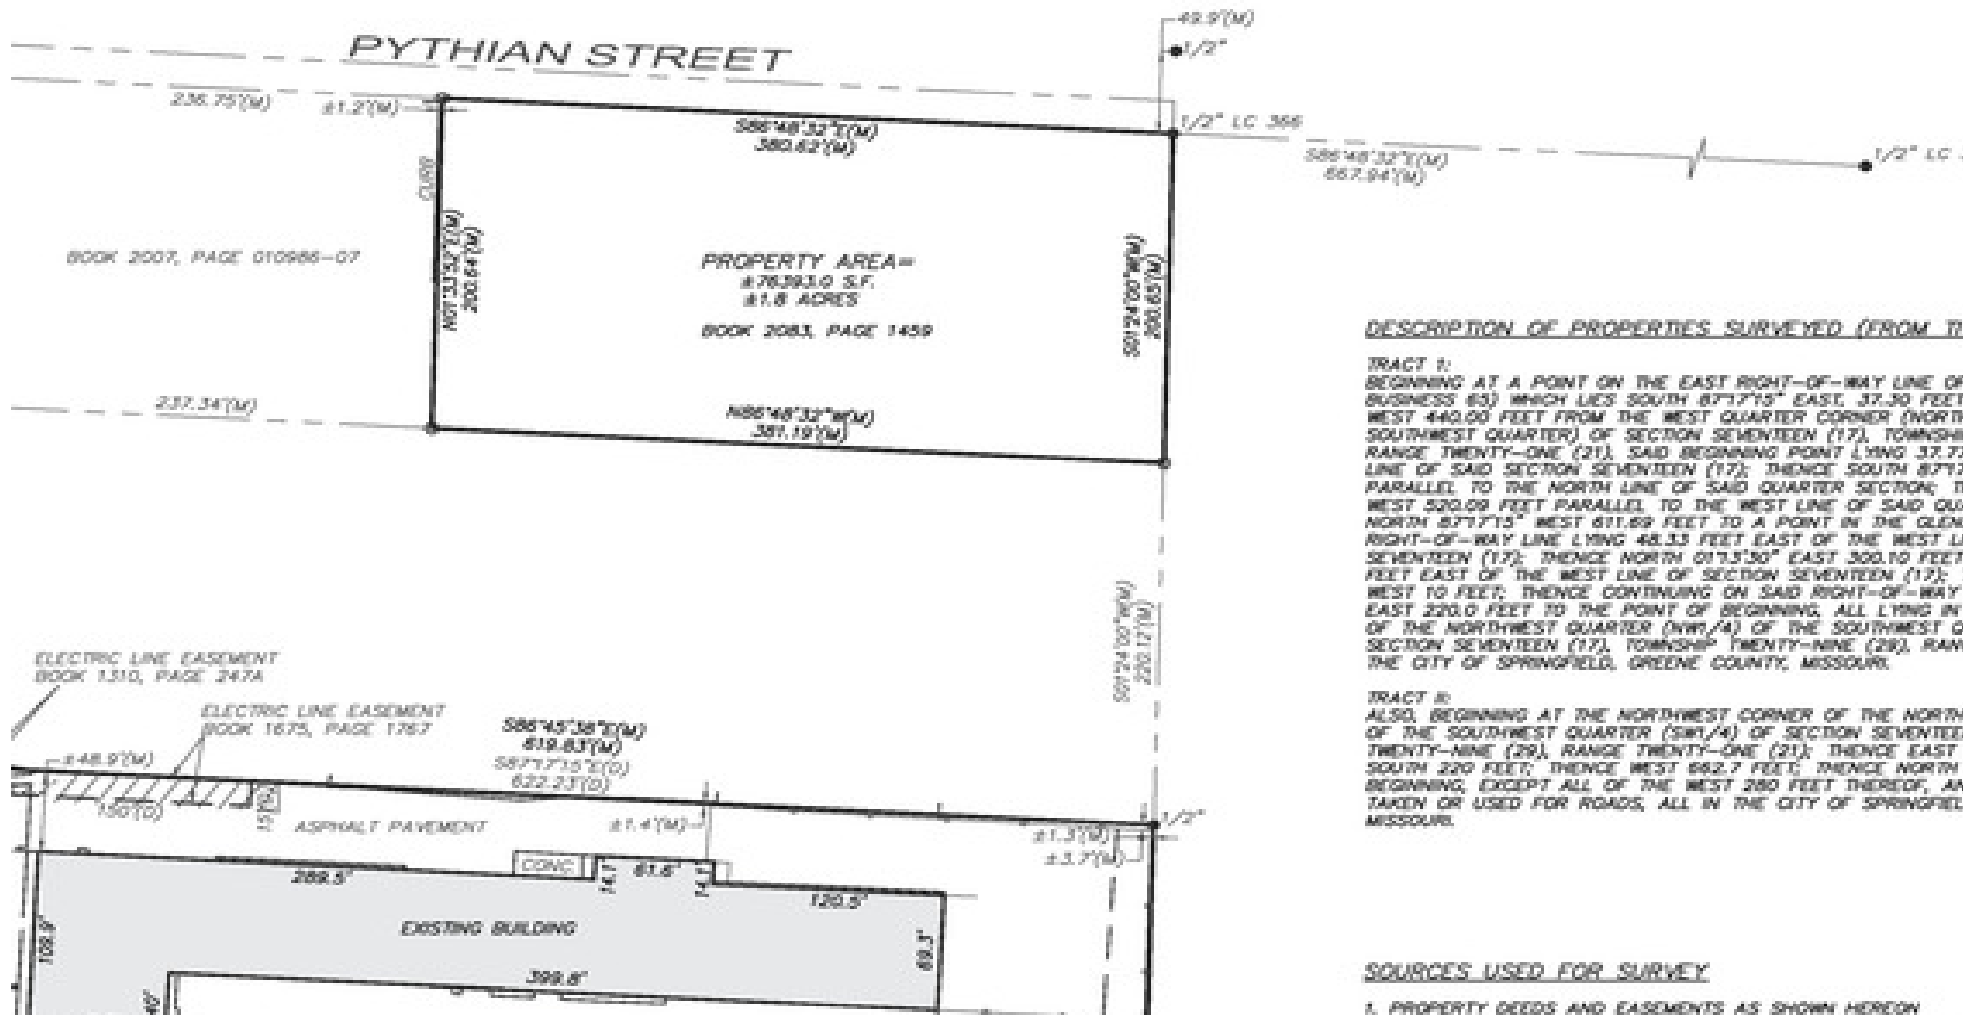 49.9'(M)
1/2"
PYTHIAN STREET
236.75'(M)
±1.2'(M)
S86°48'32"E(M)
380.62'(M)
1/2" LC 366
S86°48'32"E(M)
667.94'(M)
1/2" LC
CURB
N01°33'52"E(M)
200.64'(M)
BOOK 2007, PAGE 010986-07
PROPERTY AREA=
±76393.0 S.F.
±1.8 ACRES
BOOK 2083, PAGE 1459
S01°24'00"W(M)
200.65'(M)
237.34'(M)
N86°48'32"W(M)
381.19'(M)
S01°24'00"W(M)
220.12'(M)
ELECTRIC LINE EASEMENT
BOOK 1310, PAGE 247A
ELECTRIC LINE EASEMENT
BOOK 1675, PAGE 1767
S86°45'38"E(M)
619.83'(M)
S87°17'15"E(D)
622.23'(D)
±48.9'(M)
150'(D)
15'(D)
ASPHALT PAVEMENT
±1.4'(M)
1/2"
±1.3'(M)
±3.7'(M)
CONC
289.5'
14.1'
61.6'
14.1'
120.5'
109.9'
EXISTING BUILDING
69.3'
399.8'
40'
DESCRIPTION OF PROPERTIES SURVEYED (FROM
TRACT I:
BEGINNING AT A POINT ON THE EAST RIGHT-OF-WAY LINE OF
BUSINESS 65) WHICH LIES SOUTH 87°17'15" EAST, 37.30 FEET
WEST 440.00 FEET FROM THE WEST QUARTER CORNER (NORTH
SOUTHWEST QUARTER) OF SECTION SEVENTEEN (17), TOWNSHIP
RANGE TWENTY-ONE (21), SAID BEGINNING POINT LYING 37.7
LINE OF SAID SECTION SEVENTEEN (17); THENCE SOUTH 87°1
PARALLEL TO THE NORTH LINE OF SAID QUARTER SECTION;
WEST 520.09 FEET PARALLEL TO THE WEST LINE OF SAID
NORTH 87°17'15" WEST 611.69 FEET TO A POINT IN THE
RIGHT-OF-WAY LINE LYING 48.33 FEET EAST OF THE WEST
SEVENTEEN (17); THENCE NORTH 01°13'30" EAST 300.10 FEET
FEET EAST OF THE WEST LINE OF SECTION SEVENTEEN (17);
WEST 10 FEET; THENCE CONTINUING ON SAID RIGHT-OF-WAY
EAST 220.0 FEET TO THE POINT OF BEGINNING, ALL LYING IN
OF THE NORTHWEST QUARTER (NW1/4) OF THE SOUTHWEST
SECTION SEVENTEEN (17), TOWNSHIP TWENTY-NINE (29),
THE CITY OF SPRINGFIELD, GREENE COUNTY, MISSOURI.
TRACT II:
ALSO, BEGINNING AT THE NORTHWEST CORNER OF THE NORTH
OF THE SOUTHWEST QUARTER (SW1/4) OF SECTION SEVENTEEN
TWENTY-NINE (29), RANGE TWENTY-ONE (21); THENCE EAST
SOUTH 220 FEET; THENCE WEST 662.7 FEET; THENCE NORTH
BEGINNING, EXCEPT ALL OF THE WEST 280 FEET THEREOF,
TAKEN OR USED FOR ROADS, ALL IN THE CITY OF SPRINGFIEL
MISSOURI.
SOURCES USED FOR SURVEY
1. PROPERTY DEEDS AND EASEMENTS AS SHOWN HEREON